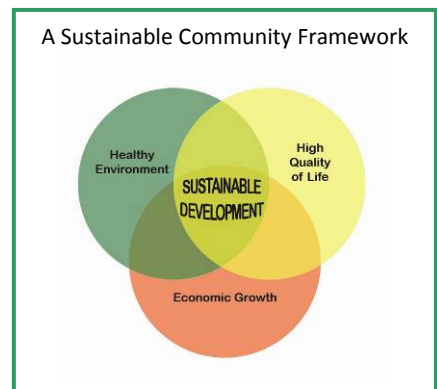 A Sustainable Community Framework
Healthy
Environment
High
Quality
of Life
SUSTAINABLE
DEVELOPMENT
Economic Growth